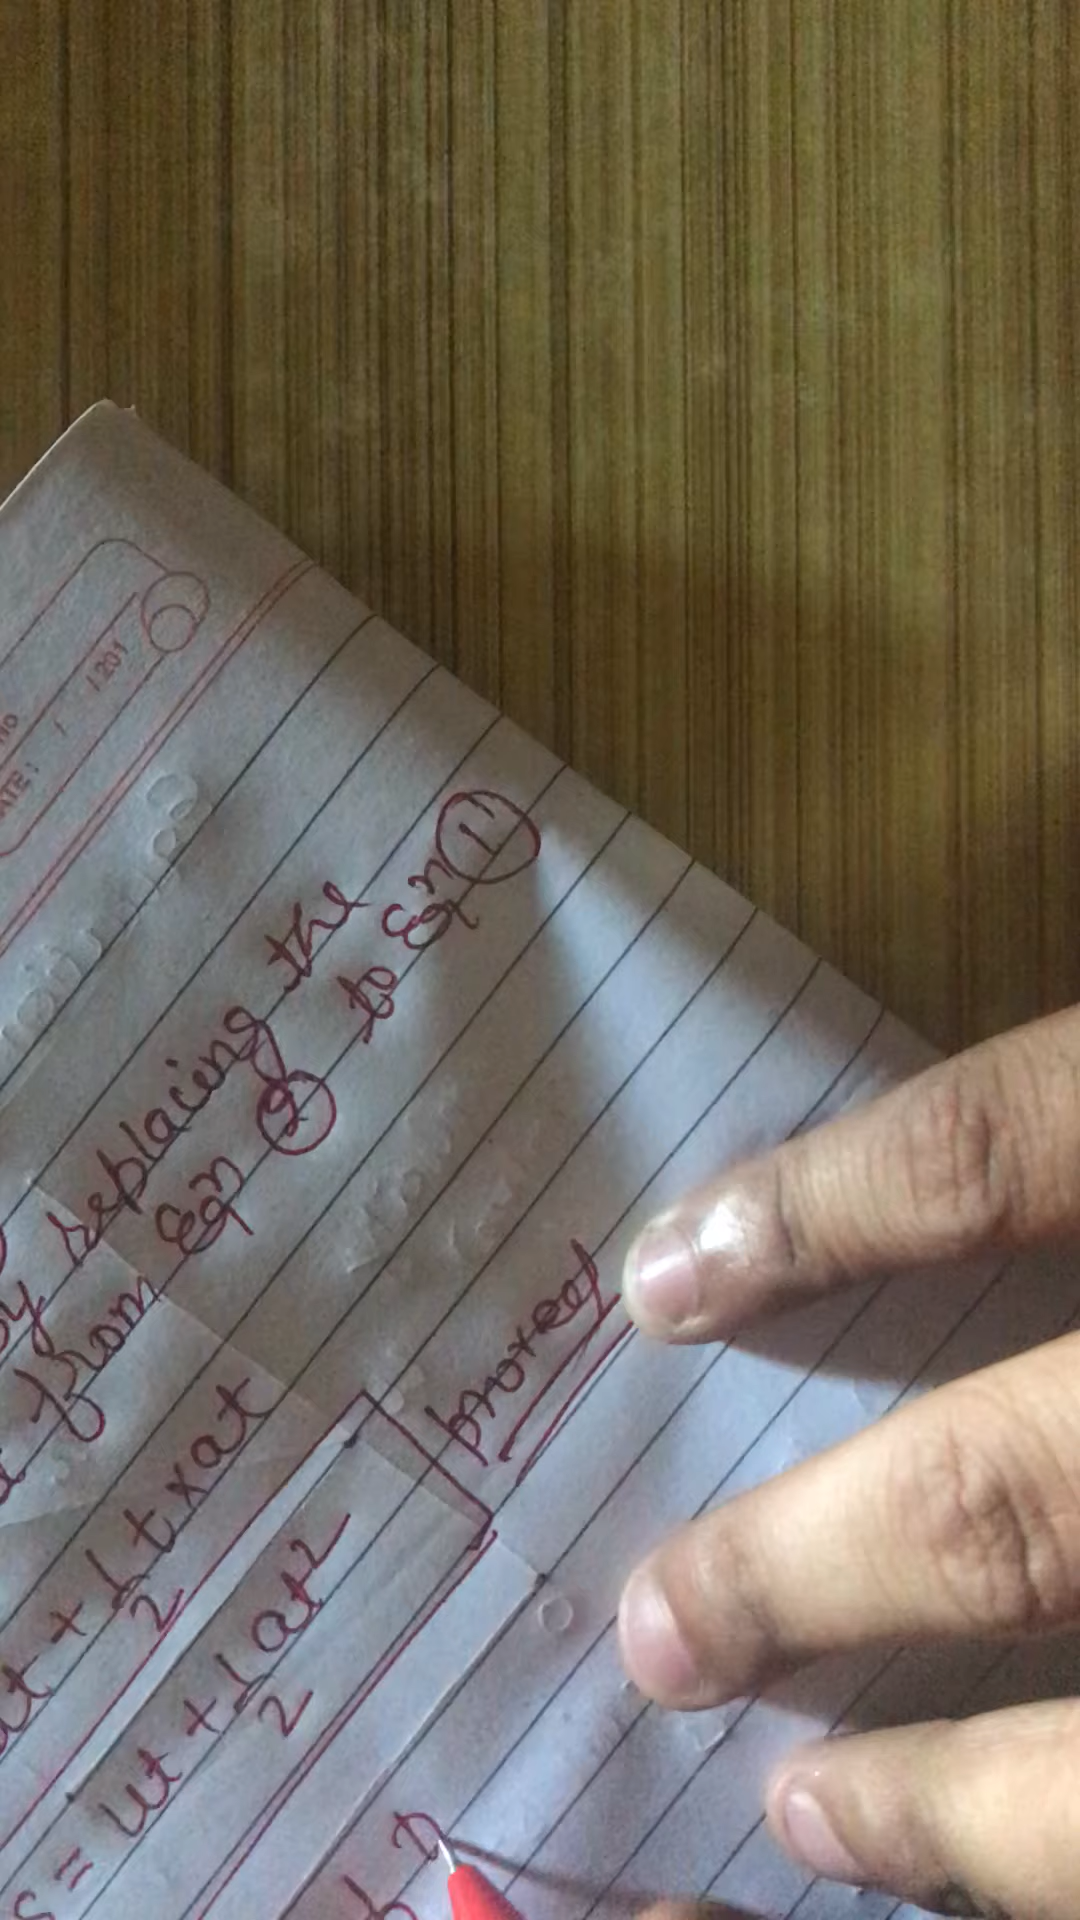 NO
DATE: / /201
by replacing the
from Eqn ② to Eqn ①
ut + 1/2 t x at
s = ut + 1/2 at²
proved